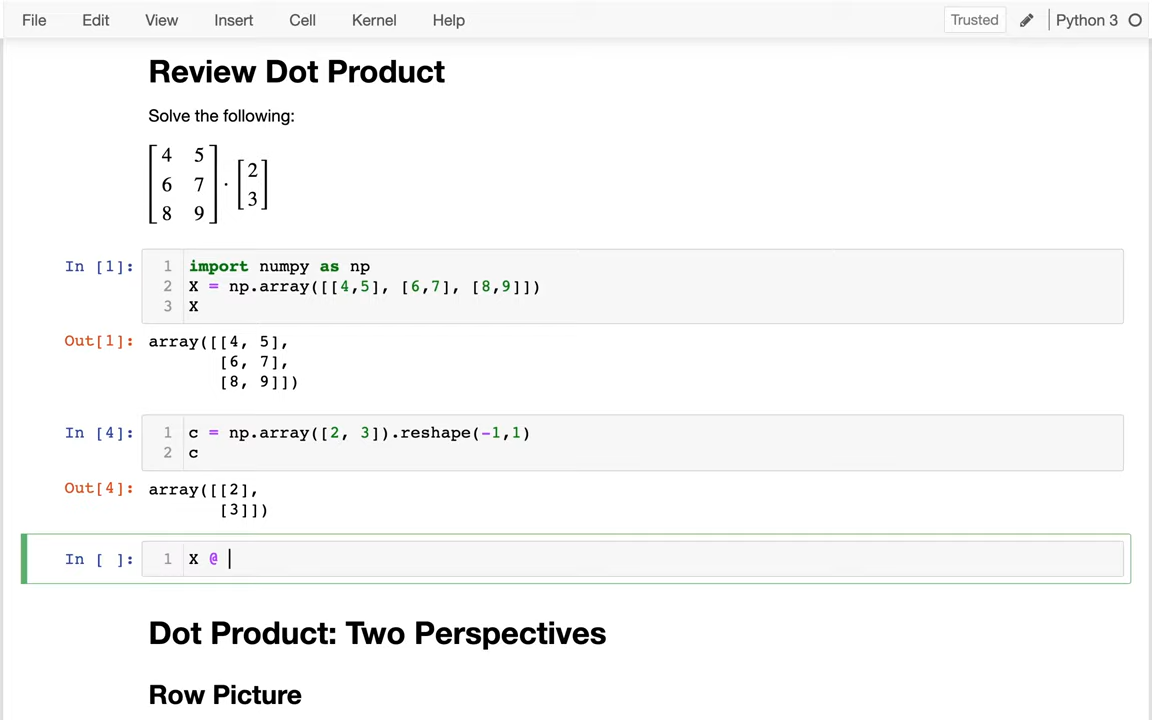 File Edit View Insert Cell Kernel Help Trusted Python 3
Review Dot Product
Solve the following:
4 5
6 7
8 9
·
2
3
In [1]:
1 import numpy as np
2 X = np.array([[4,5], [6,7], [8,9]])
3 X
Out[1]: array([[4, 5],
[6, 7],
[8, 9]])
In [4]: 1 c = np.array([2, 3]).reshape(-1,1)
2 c
Out[4]: array([[2],
[3]])
In [ ]: 1 X @
Dot Product: Two Perspectives
Row Picture